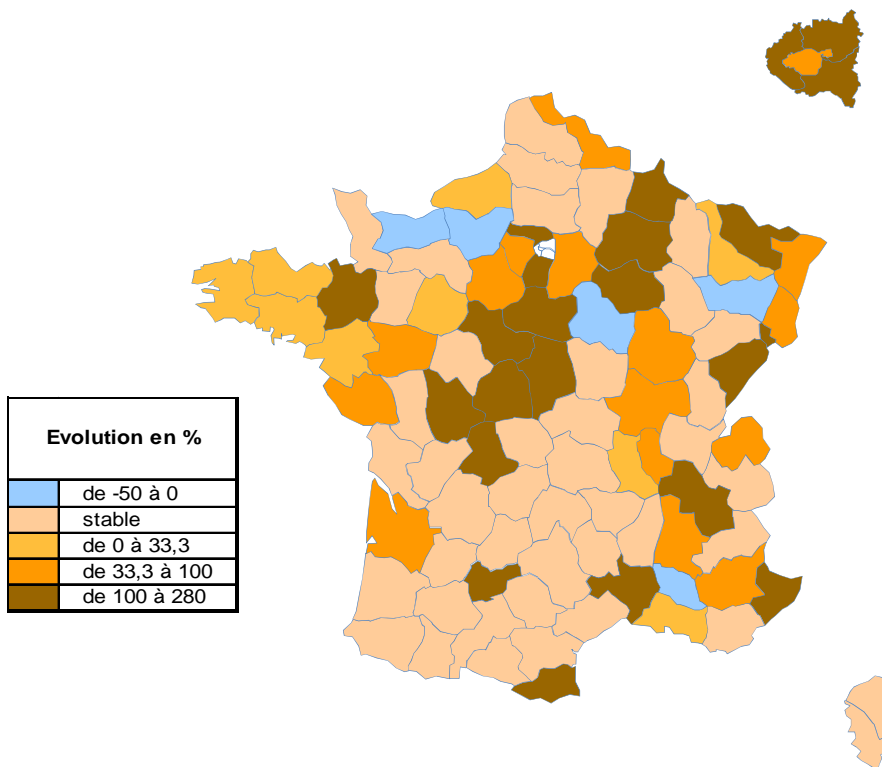 Evolution en %
de -50 à 0
stable
de 0 à 33,3
de 33,3 à 100
de 100 à 280